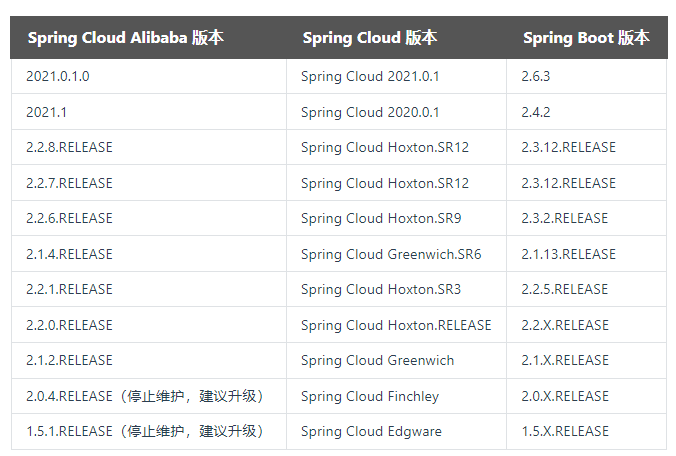 Spring Cloud Alibaba 版本 Spring Cloud 版本 Spring Boot 版本
2021.0.1.0 Spring Cloud 2021.0.1 2.6.3
2021.1 Spring Cloud 2020.0.1 2.4.2
2.2.8.RELEASE Spring Cloud Hoxton.SR12 2.3.12.RELEASE
2.2.7.RELEASE Spring Cloud Hoxton.SR12 2.3.12.RELEASE
2.2.6.RELEASE Spring Cloud Hoxton.SR9 2.3.2.RELEASE
2.1.4.RELEASE Spring Cloud Greenwich.SR6 2.1.13.RELEASE
2.2.1.RELEASE Spring Cloud Hoxton.SR3 2.2.5.RELEASE
2.2.0.RELEASE Spring Cloud Hoxton.RELEASE 2.2.X.RELEASE
2.1.2.RELEASE Spring Cloud Greenwich 2.1.X.RELEASE
2.0.4.RELEASE（停止维护，建议升级） Spring Cloud Finchley 2.0.X.RELEASE
1.5.1.RELEASE（停止维护，建议升级） Spring Cloud Edgware 1.5.X.RELEASE